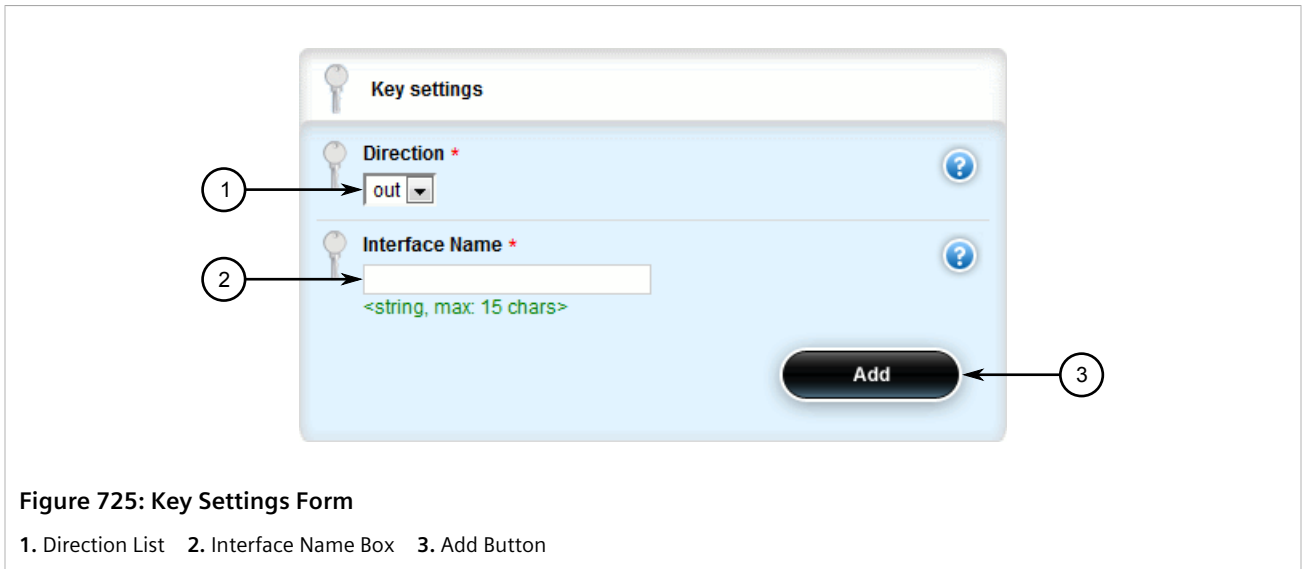 Key settings
Direction *
1
out
?
Interface Name *
2
?
<string, max: 15 chars>
Add
3
Figure 725: Key Settings Form
1. Direction List 2. Interface Name Box 3. Add Button